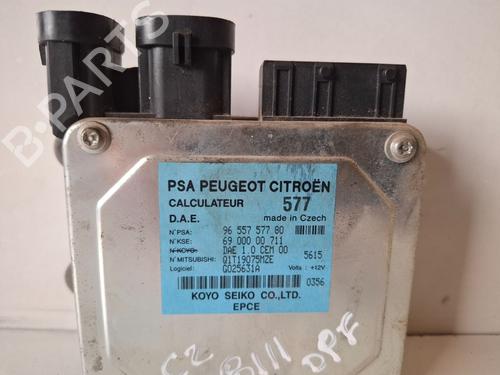 B-PARTS
PSA PEUGEOT CITROËN
CALCULATEUR 577
D.A.E. made in Czech
N°PSA: 96 557 577 80
N°KSE: 69 000 00 711
N°KOYO: DAE 1.0 CEM 00 5615
N°MITSUBISHI: Q1T19075MZE
Logiciel: G025631A Volts : +12V
0356
KOYO SEIKO CO.,LTD.
EPCE
C2
DPF